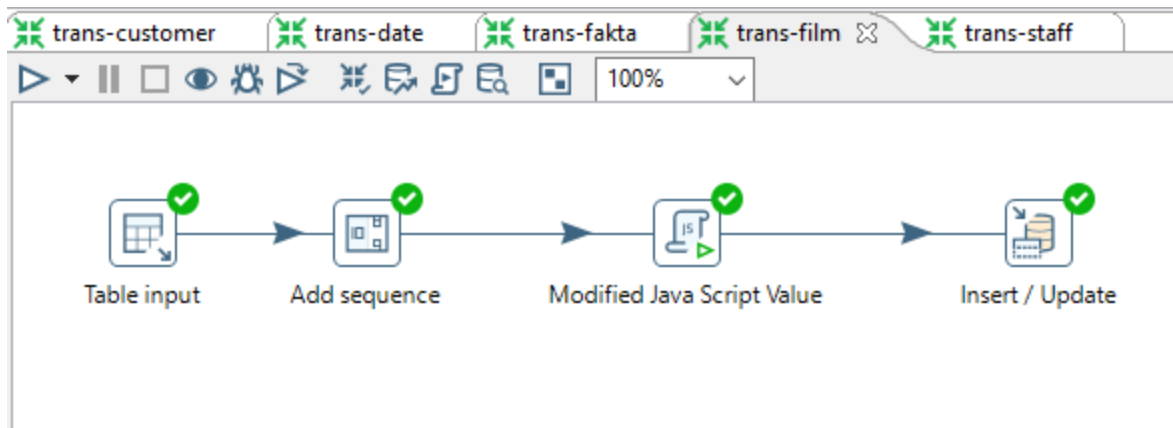 trans-customer trans-date trans-fakta trans-film trans-staff
100%
Table input Add sequence Modified Java Script Value Insert / Update